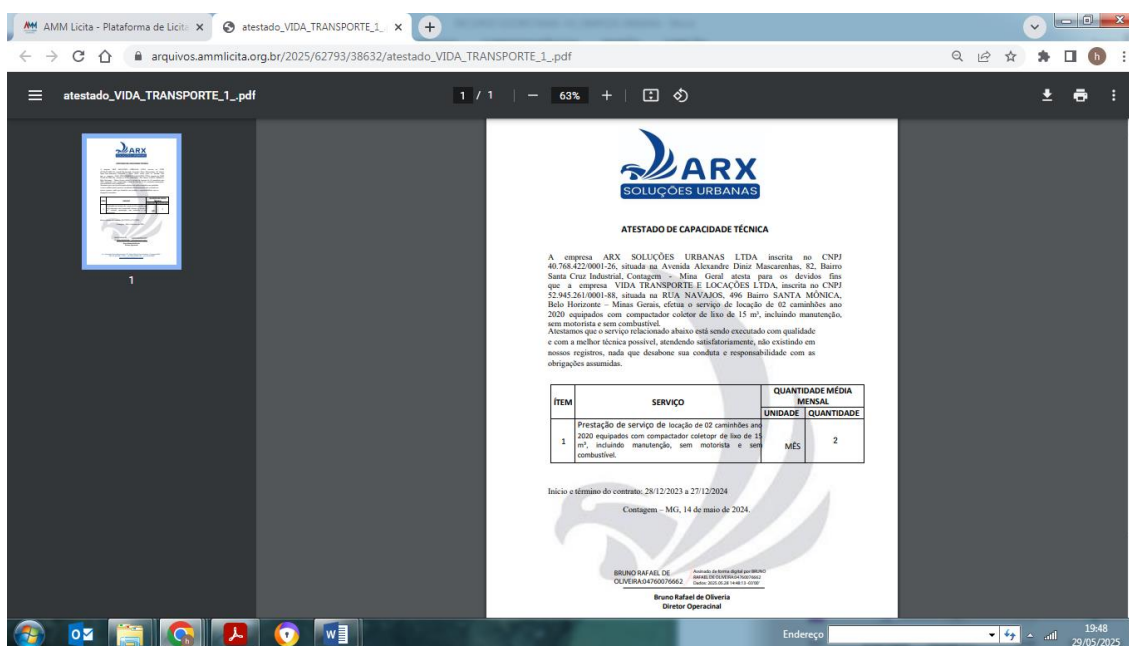 AMM Licita - Plataforma de Licita
atestado_VIDA_TRANSPORTE_1_
arquivos.ammlicita.org.br/2025/62793/38632/atestado_VIDA_TRANSPORTE_1_.pdf
h
atestado_VIDA_TRANSPORTE_1_.pdf
1 / 1
63%
1
ARX
SOLUÇÕES URBANAS
ATESTADO DE CAPACIDADE TÉCNICA
A empresa ARX SOLUÇÕES URBANAS LTDA inscrita no CNPJ
40.768.422/0001-26, situada na Avenida Alexandre Diniz Mascarenhas, 82, Bairro
Santa Cruz Industrial, Contagem - Mina Geral atesta para os devidos fins
que a empresa VIDA TRANSPORTE E LOCAÇÕES LTDA, inscrita no CNPJ
52.945.261/0001-88, situada na RUA NAVAJOS, 496 Bairro SANTA MÔNICA,
Belo Horizonte – Minas Gerais, efetua o serviço de locação de 02 caminhões ano
2020 equipados com compactador coletor de lixo de 15 m³, incluindo manutenção,
sem motorista e sem combustível.
Atestamos que o serviço relacionado abaixo está sendo executado com qualidade
e com a melhor técnica possível, atendendo satisfatoriamente, não existindo em
nossos registros, nada que desabone sua conduta e responsabilidade com as
obrigações assumidas.
ÍTEM
SERVIÇO
QUANTIDADE MÉDIA
MENSAL
UNIDADE
QUANTIDADE
1
Prestação de serviço de locação de 02 caminhões ano
2020 equipados com compactador coletopr de lixo de 15
m³, incluindo manutenção, sem motorista e sem
combustível.
MÊS
2
Início e término do contrato: 28/12/2023 a 27/12/2024
Contagem – MG, 14 de maio de 2024.
BRUNO RAFAEL DE
OLIVEIRA:04760076662
Assinado de forma digital por BRUNO
RAFAEL DE OLIVEIRA:04760076662
Bruno Rafael de Oliveria
Diretor Operacinal
Endereço
19:48
29/05/2025